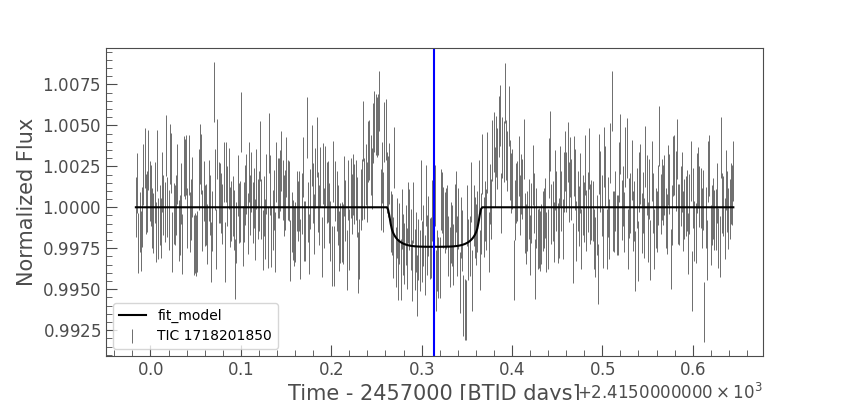 1.0075
1.0050
1.0025
1.0000
0.9975
0.9950
0.9925
Normalized Flux
fit_model
TIC 1718201850
0.0 0.1 0.2 0.3 0.4 0.5 0.6
Time - 2457000 [BTJD days]
+2.4150000000 × 10³